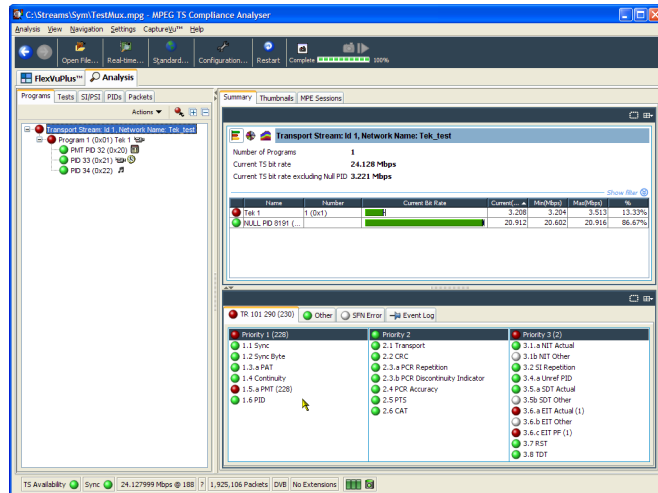 C:\Streams\Sym\TestMux.mpg - MPEG TS Compliance Analyser
Analysis View Navigation Settings CaptureVu™ Help
Open File... Real-time... Standard... Configuration... Restart Complete 100%
FlexVuPlus™ Analysis
Programs Tests SI/PSI PIDs Packets
Actions
Transport Stream: Id 1, Network Name: Tek_test
Program 1 (0x01) Tek 1
PMT PID 32 (0x20)
PID 33 (0x21)
PID 34 (0x22)
Summary Thumbnails MPE Sessions
Transport Stream: Id 1, Network Name: Tek_test
Number of Programs 1
Current TS bit rate 24.128 Mbps
Current TS bit rate excluding Null PID 3.221 Mbps
Show filter
Name Number Current Bit Rate Current(... Min(Mbps) Max(Mbps) %
Tek 1 1 (0x1) 3.208 3.204 3.513 13.33%
NULL PID 8191 (... 20.912 20.602 20.916 86.67%
TR 101 290 (230) Other SFN Error Event Log
Priority 1 (228)
1.1 Sync
1.2 Sync Byte
1.3.a PAT
1.4 Continuity
1.5.a PMT (228)
1.6 PID
Priority 2
2.1 Transport
2.2 CRC
2.3.a PCR Repetition
2.3.b PCR Discontinuity Indicator
2.4 PCR Accuracy
2.5 PTS
2.6 CAT
Priority 3 (2)
3.1.a NIT Actual
3.1b NIT Other
3.2 SI Repetition
3.4.a Unref PID
3.5.a SDT Actual
3.5b SDT Other
3.6.a EIT Actual (1)
3.6.b EIT Other
3.6.c EIT PF (1)
3.7 RST
3.8 TDT
TS Availability Sync 24.127999 Mbps @ 188 ? 1,925,106 Packets DVB No Extensions